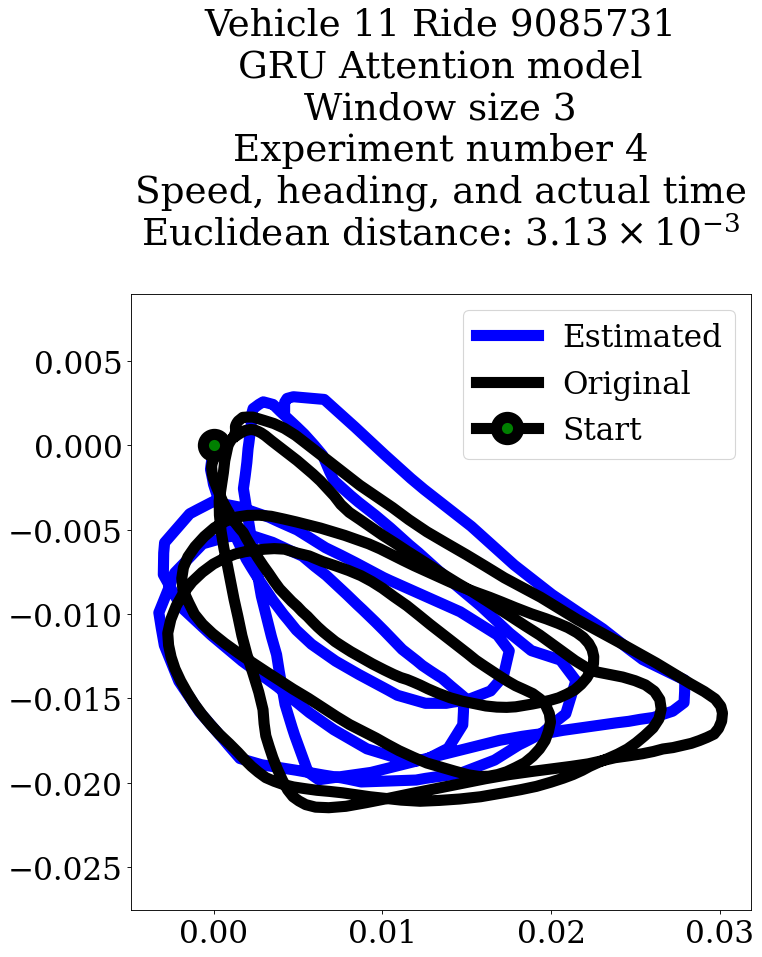 Vehicle 11 Ride 9085731
GRU Attention model
Window size 3
Experiment number 4
Speed, heading, and actual time
Euclidean distance: 3.13 × 10⁻³
Estimated
Original
Start
0.005
0.000
−0.005
−0.010
−0.015
−0.020
−0.025
0.00 0.01 0.02 0.03